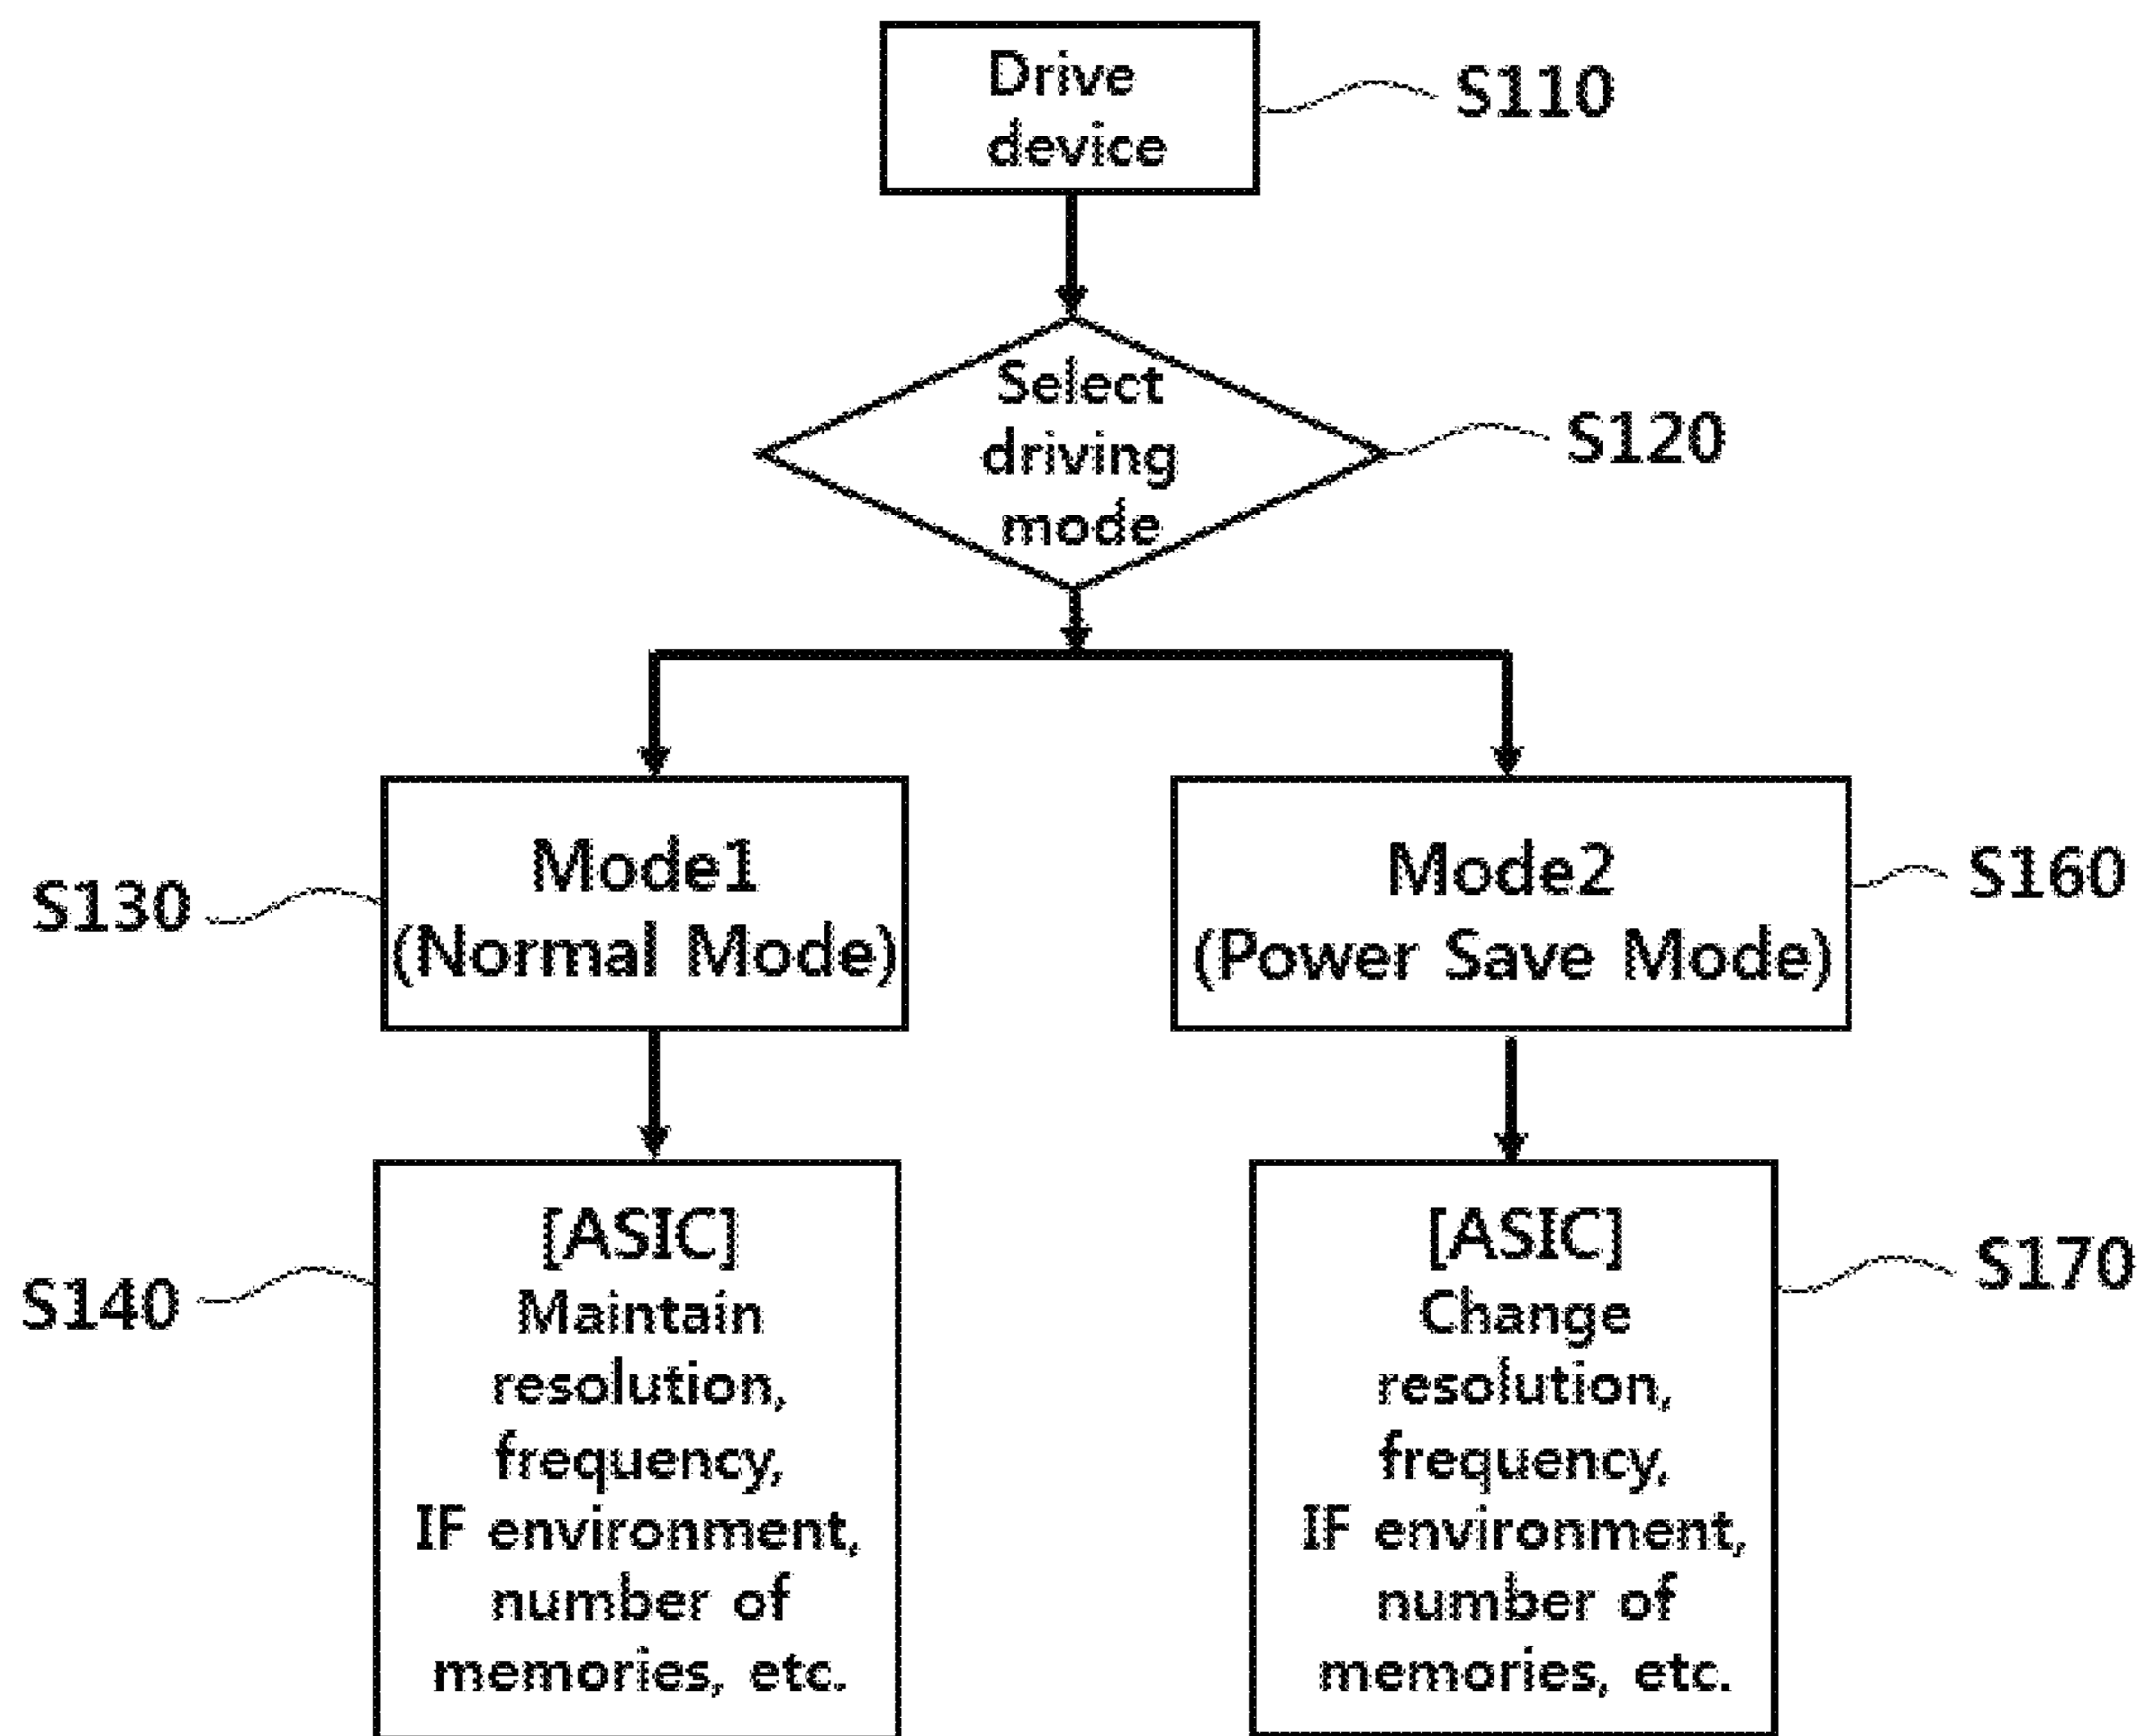 Drive
device
S110
Select
driving
mode
S120
Mode1
(Normal Mode)
S130
Mode2
(Power Save Mode)
S160
[ASIC]
Maintain
resolution,
frequency,
IF environment,
number of
memories, etc.
S140
[ASIC]
Change
resolution,
frequency,
IF environment,
number of
memories, etc.
S170